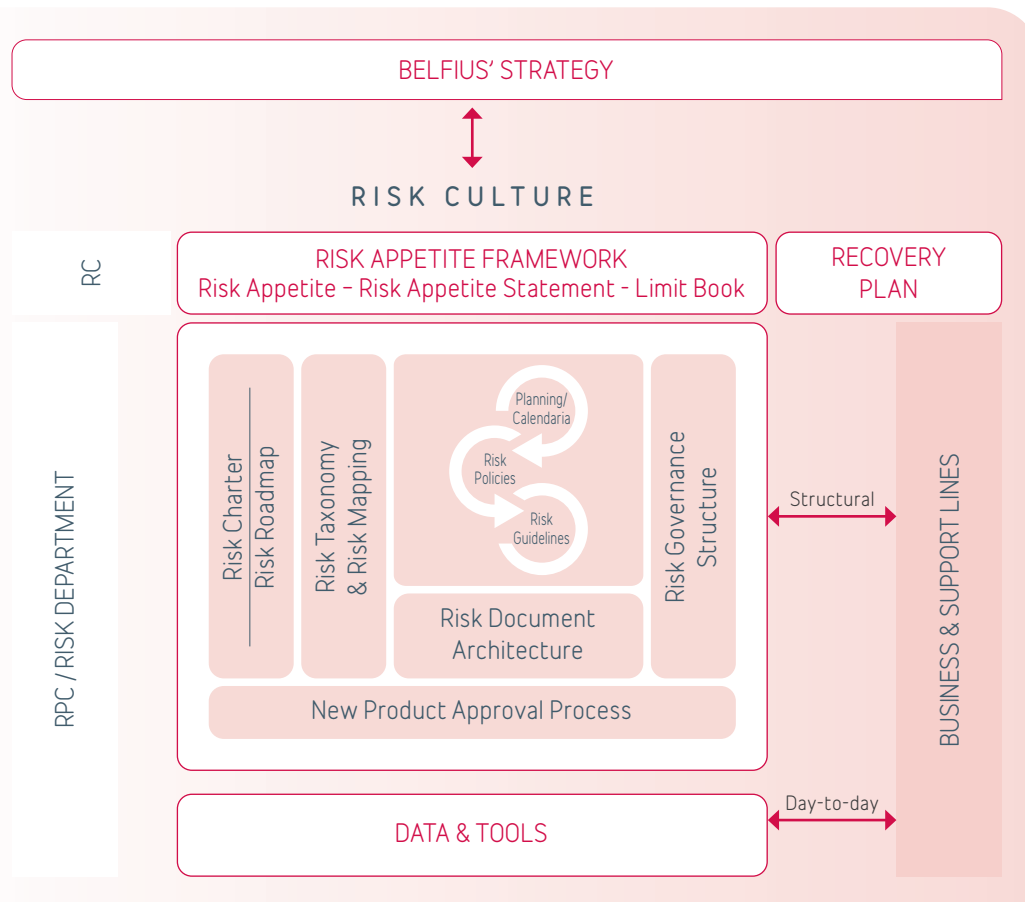 BELFIUS’ STRATEGY
RISK CULTURE
RC
RISK APPETITE FRAMEWORK
Risk Appetite – Risk Appetite Statement - Limit Book
RECOVERY
PLAN
RPC / RISK DEPARTMENT
Risk Charter
Risk Roadmap
Risk Taxonomy
& Risk Mapping
Planning/
Calendaria
Risk
Policies
Risk
Guidelines
Risk Document
Architecture
Risk Governance
Structure
New Product Approval Process
Structural
BUSINESS & SUPPORT LINES
DATA & TOOLS
Day-to-day